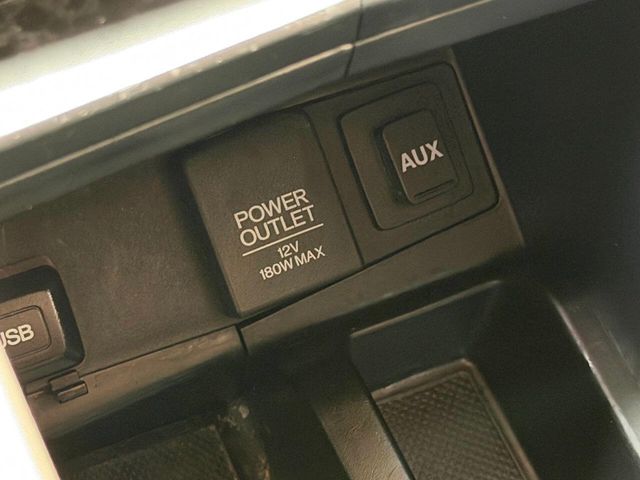 POWER
OUTLET
12V
180W MAX
AUX
USB